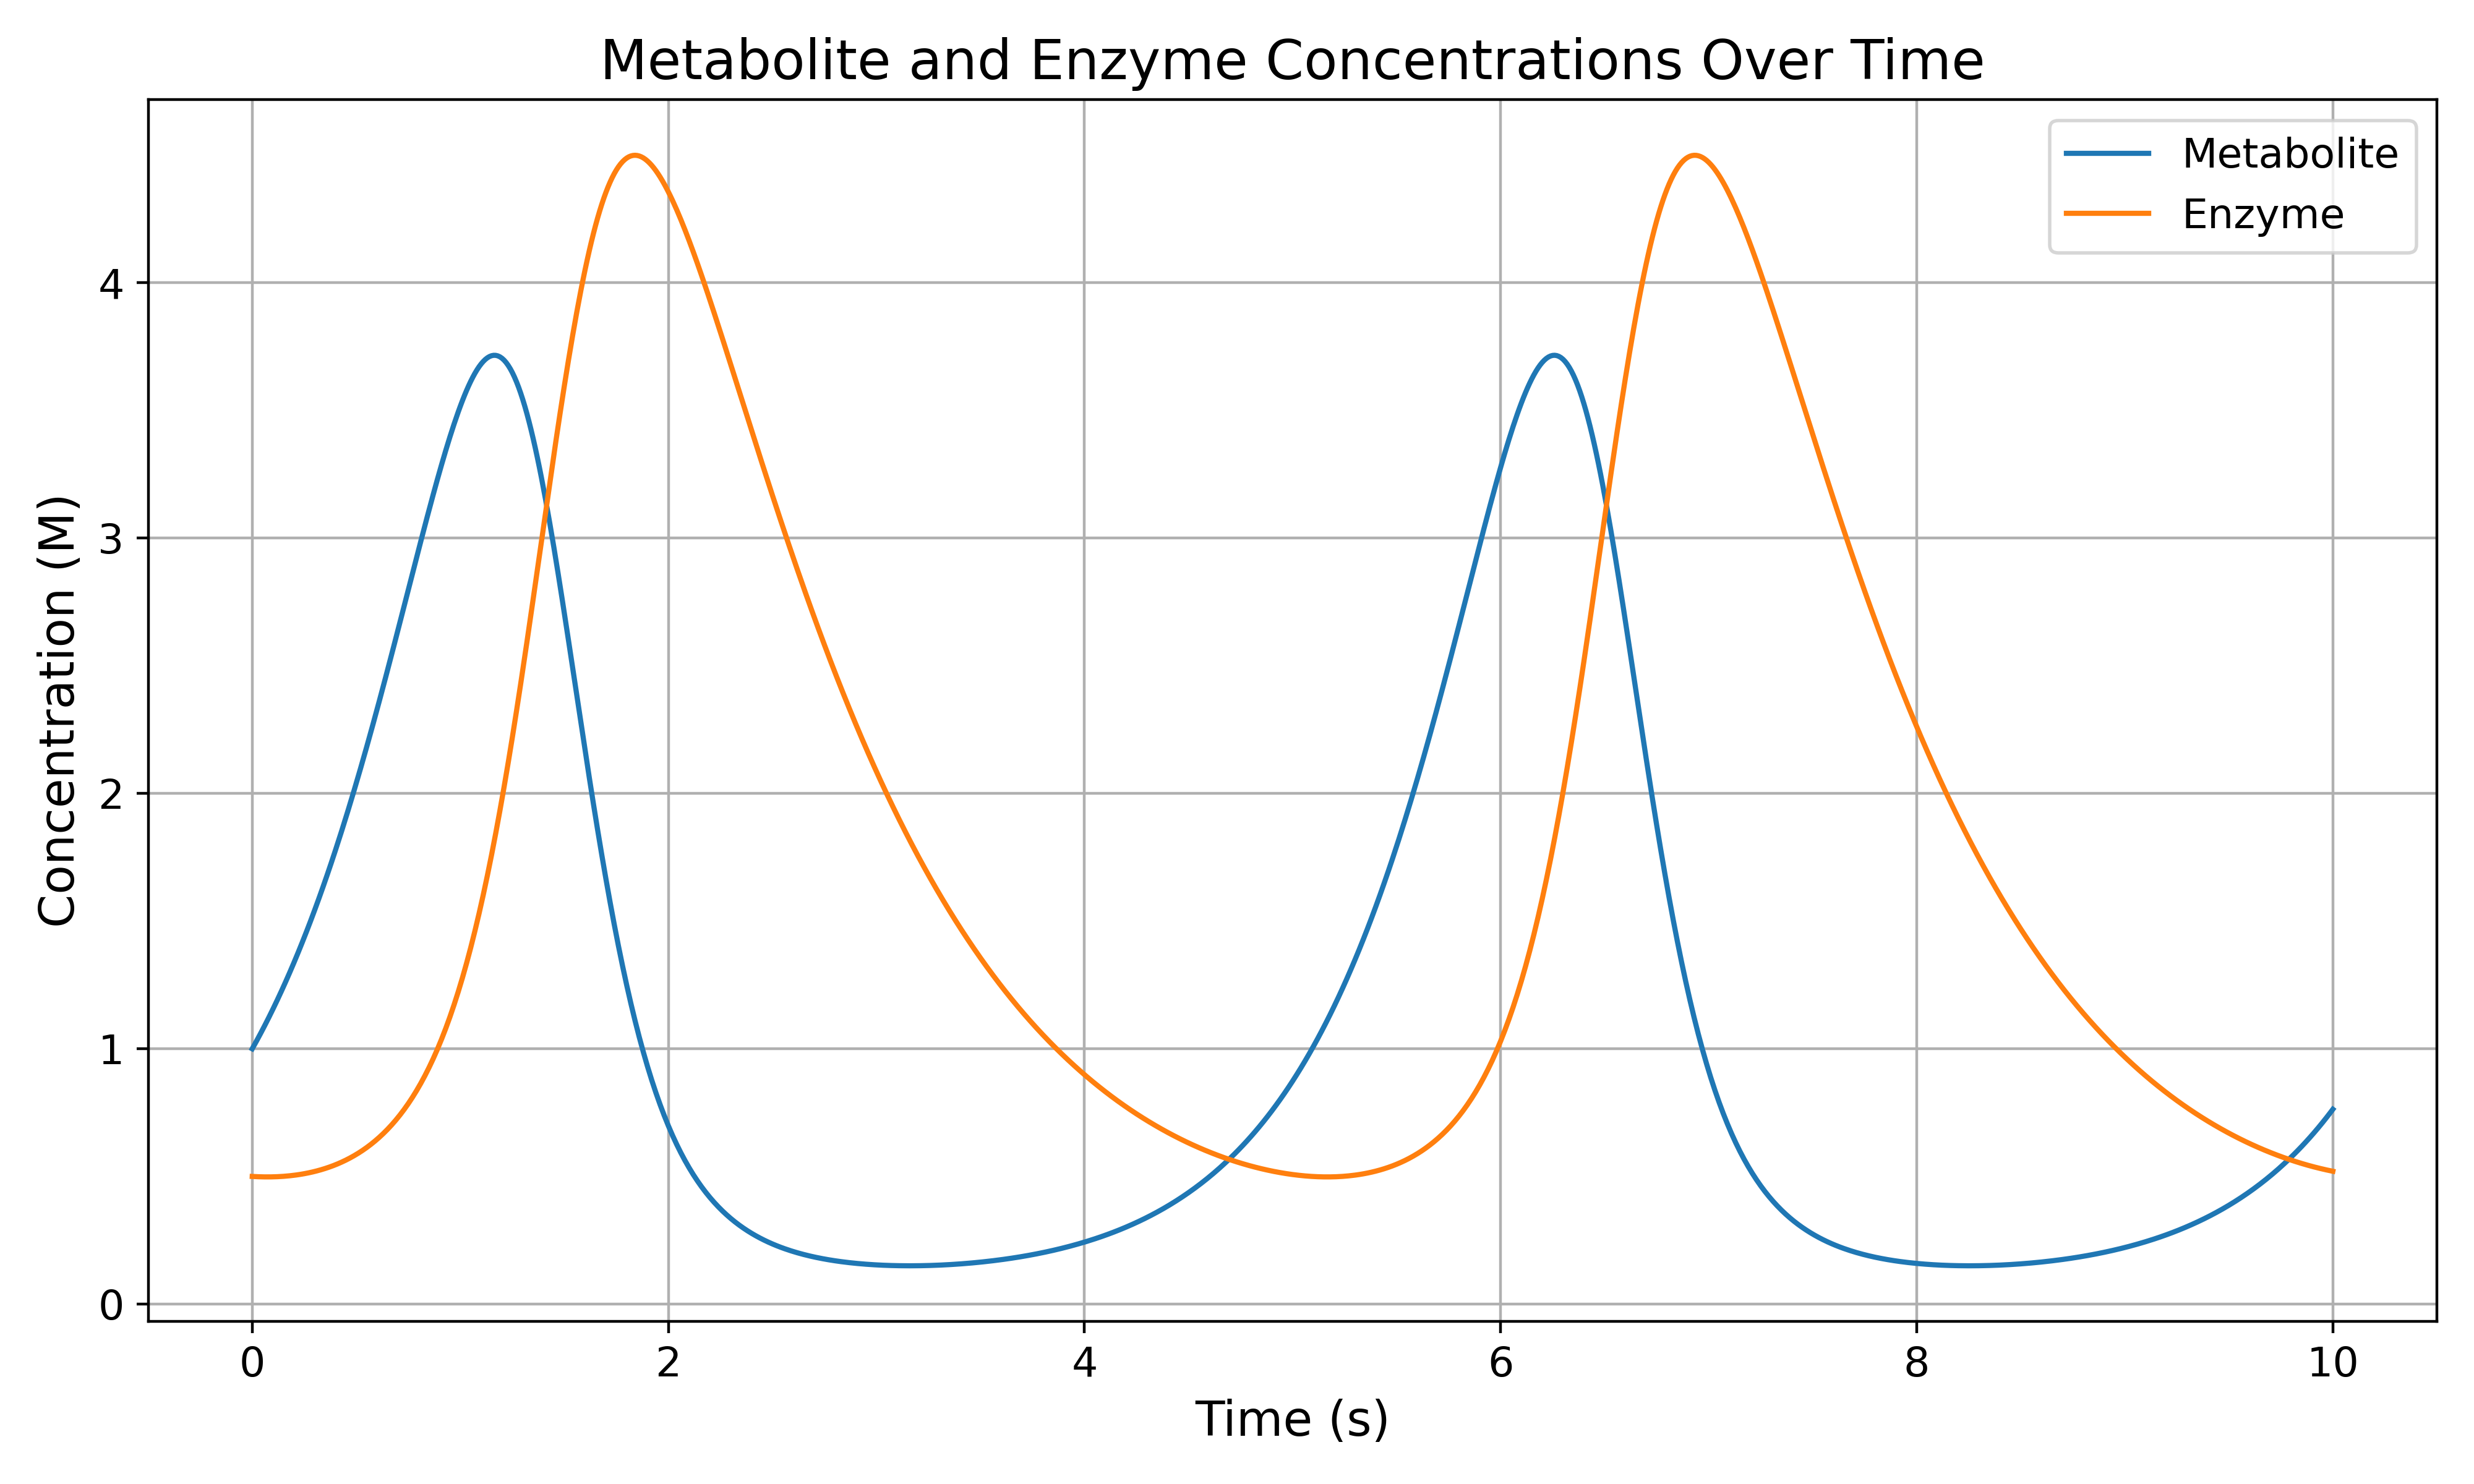 Metabolite and Enzyme Concentrations Over Time
Metabolite
Enzyme
Concentration (M)
4
3
2
1
0
0 2 4 6 8 10
Time (s)